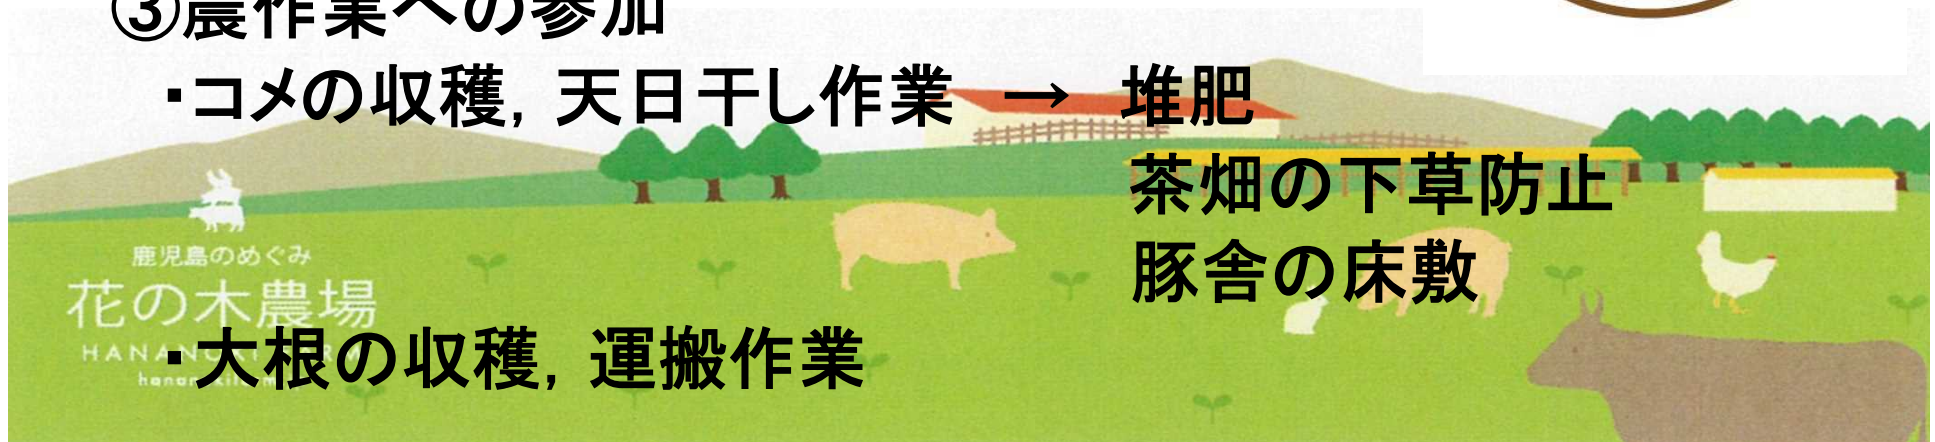 ③農作業への参加
・コメの収穫，天日干し作業　→　堆肥
茶畑の下草防止
豚舎の床敷
鹿児島のめぐみ
花の木農場
・大根の収穫，運搬作業